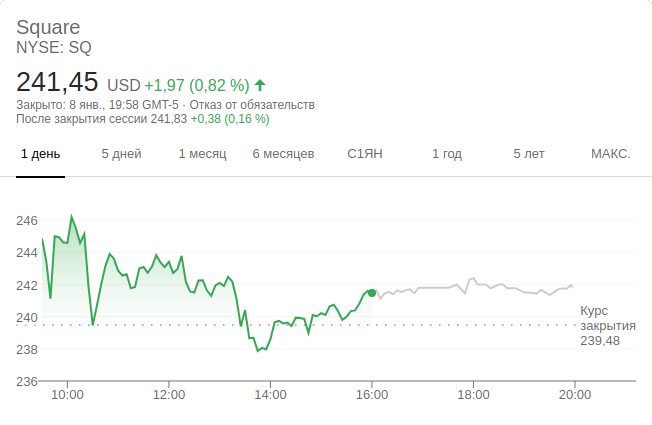 Square
NYSE: SQ
241,45 USD +1,97 (0,82 %)
Закрыто: 8 янв., 19:58 GMT-5 · Отказ от обязательств
После закрытия сессии 241,83 +0,38 (0,16 %)
1 день 5 дней 1 месяц 6 месяцев С1ЯН 1 год 5 лет МАКС.
246
244
242
240
238
236
Курс
закрытия
239,48
10:00 12:00 14:00 16:00 18:00 20:00